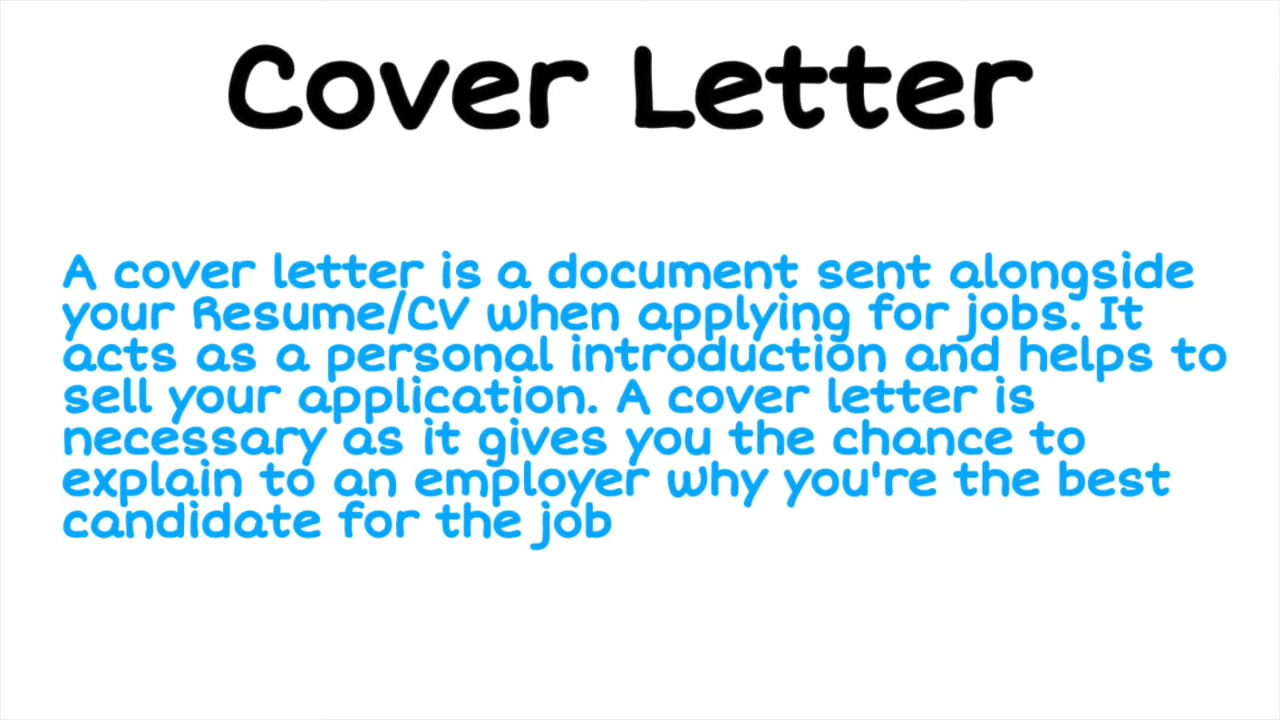 Cover Letter
A cover letter is a document sent alongside
your Resume/CV when applying for jobs. It
acts as a personal introduction and helps to
sell your application. A cover letter is
necessary as it gives you the chance to
explain to an employer why you're the best
candidate for the job